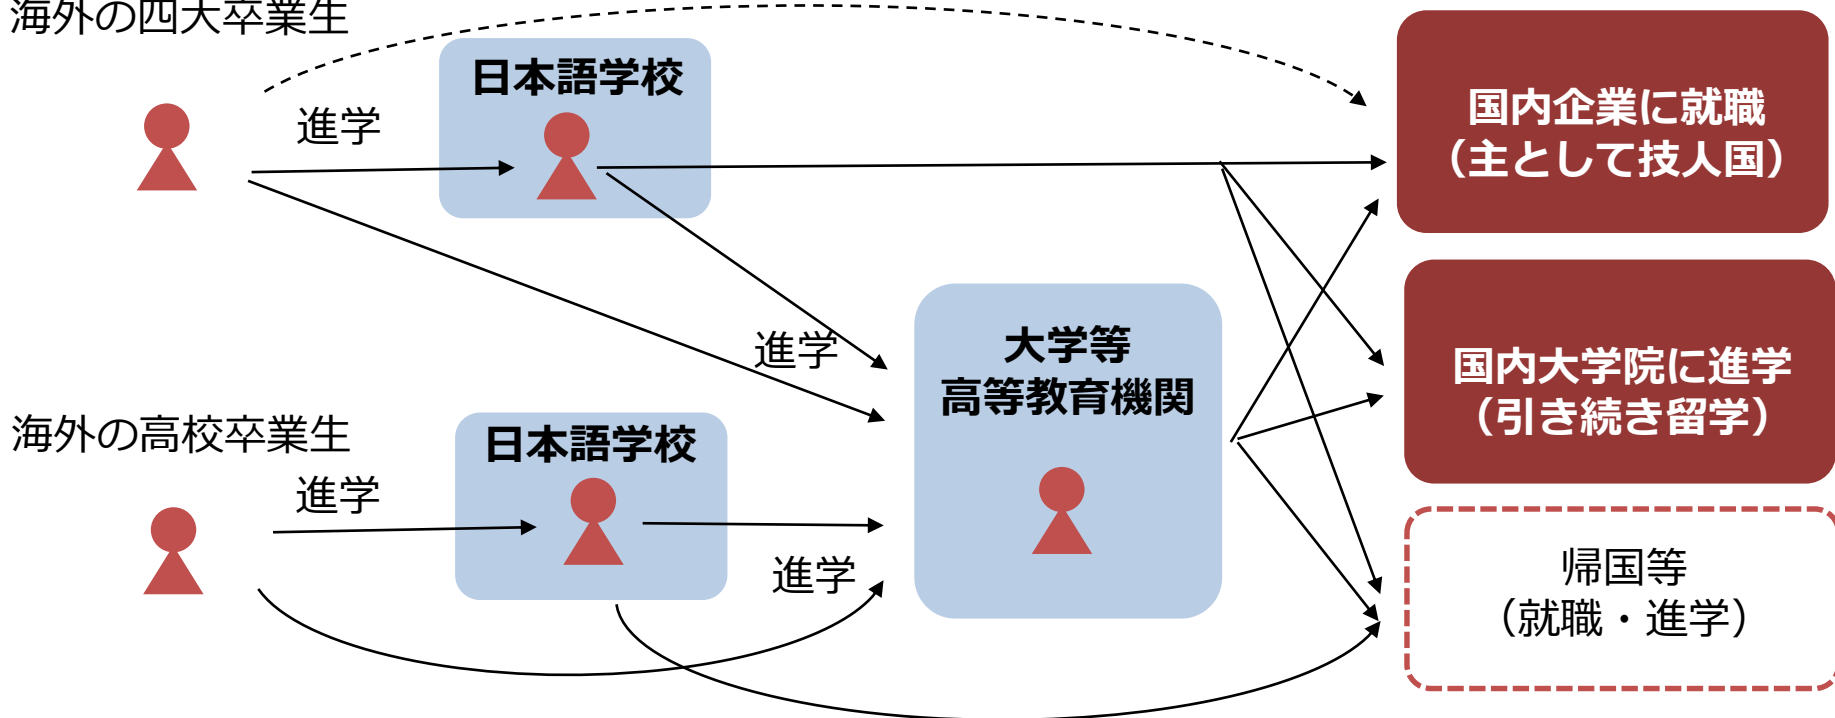 海外の四大卒業生
進学
日本語学校
国内企業に就職
（主として技人国）
進学
大学等
高等教育機関
国内大学院に進学
（引き続き留学）
海外の高校卒業生
進学
日本語学校
進学
帰国等
（就職・進学）